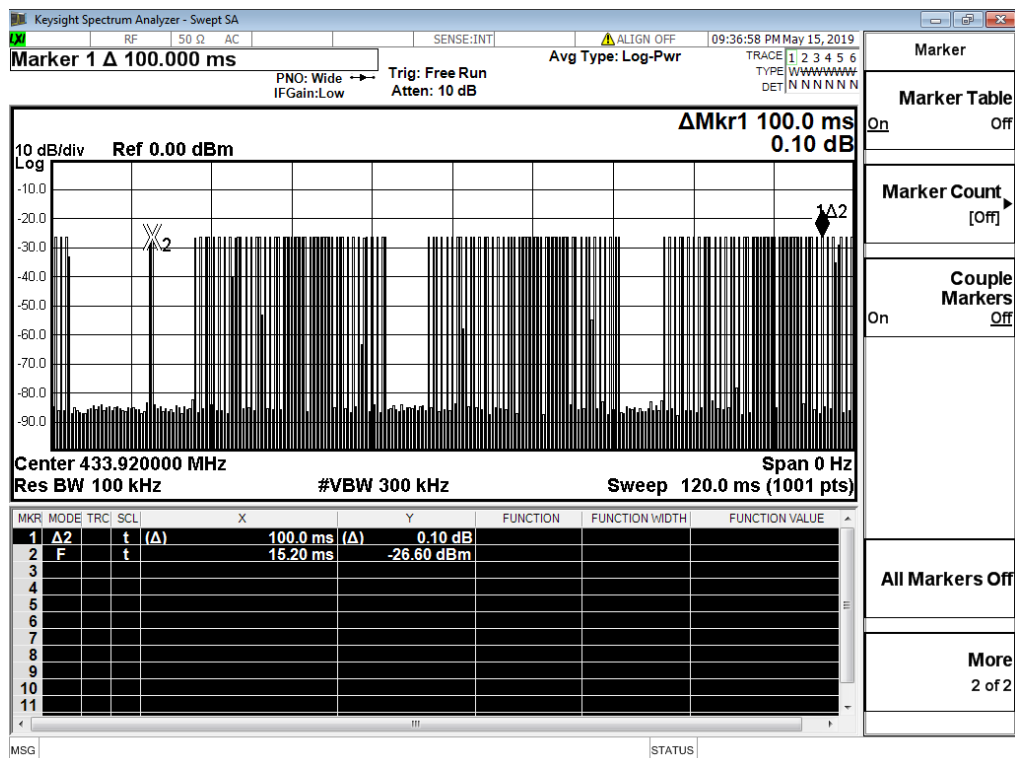 Keysight Spectrum Analyzer - Swept SA
LXI RF 50 Ω AC SENSE:INT ALIGN OFF 09:36:58 PM May 15, 2019
Marker 1 Δ 100.000 ms
PNO: Wide
IFGain:Low
Trig: Free Run
Atten: 10 dB
Avg Type: Log-Pwr
TRACE 1 2 3 4 5 6
TYPE WWWWWW
DET N N N N N N
ΔMkr1 100.0 ms
0.10 dB
10 dB/div Ref 0.00 dBm
Log
-10.0
-20.0
-30.0
-40.0
-50.0
-60.0
-70.0
-80.0
-90.0
1Δ2
2
Center 433.920000 MHz Span 0 Hz
Res BW 100 kHz #VBW 300 kHz Sweep 120.0 ms (1001 pts)
MKR MODE TRC SCL X Y FUNCTION FUNCTION WIDTH FUNCTION VALUE
1 Δ2 t (Δ) 100.0 ms (Δ) 0.10 dB
2 F t 15.20 ms -26.60 dBm
3
4
5
6
7
8
9
10
11
MSG STATUS
Marker
Marker Table
On Off
Marker Count
[Off]
Couple
Markers
On Off
All Markers Off
More
2 of 2